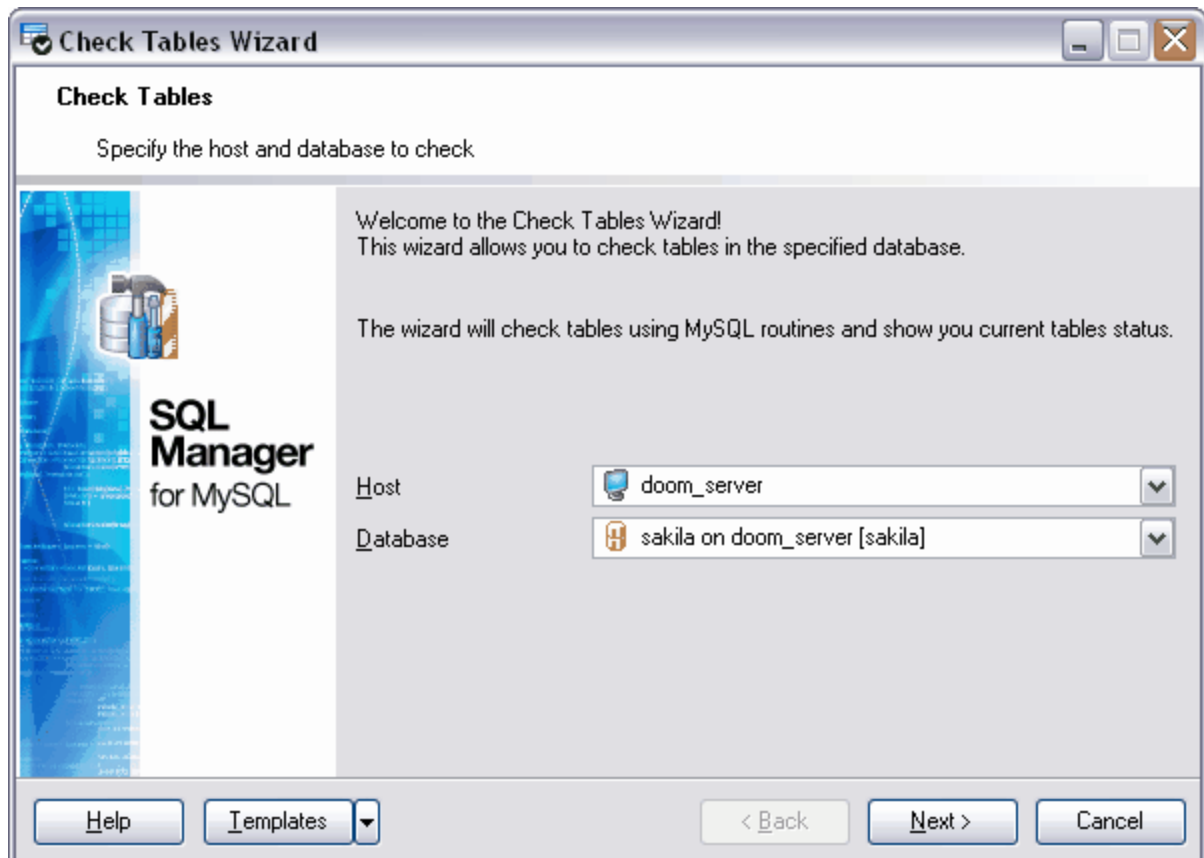 Check Tables Wizard
Check Tables
Specify the host and database to check
Welcome to the Check Tables Wizard!
This wizard allows you to check tables in the specified database.
The wizard will check tables using MySQL routines and show you current tables status.
SQL
Manager
for MySQL
Host
doom_server
Database
sakila on doom_server [sakila]
Help
Templates
< Back
Next >
Cancel